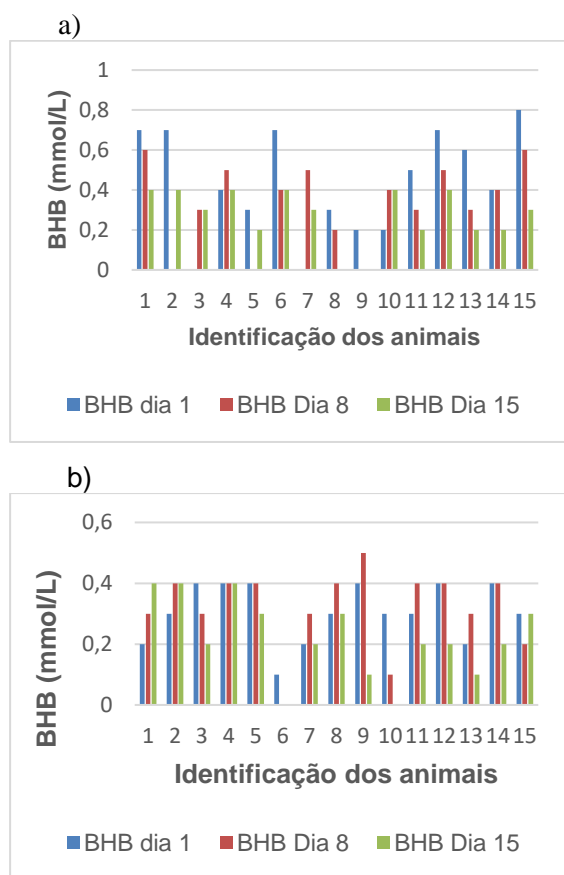 a)
1
0,8
0,6
0,4
0,2
0
BHB (mmol/L)
1 2 3 4 5 6 7 8 9 10 11 12 13 14 15
Identificação dos animais
BHB dia 1 BHB Dia 8 BHB Dia 15
b)
0,6
0,4
0,2
0
BHB (mmol/L)
1 2 3 4 5 6 7 8 9 10 11 12 13 14 15
Identificação dos animais
BHB dia 1 BHB Dia 8 BHB Dia 15